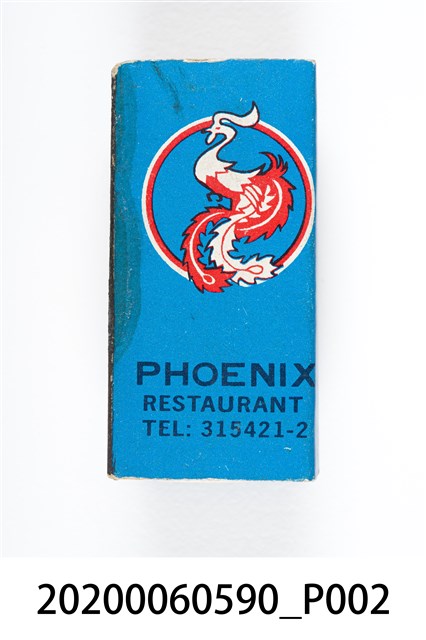 PHOENIX
RESTAURANT
TEL: 315421-2
20200060590_P002